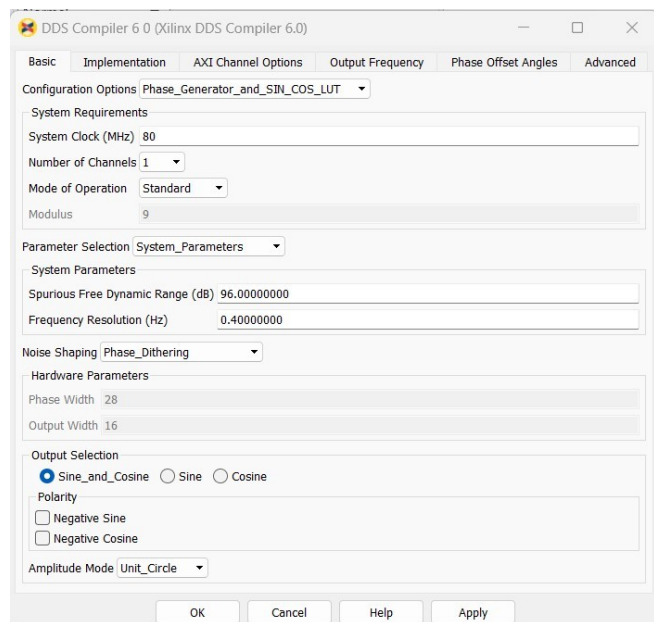 DDS Compiler 6 0 (Xilinx DDS Compiler 6.0)
Basic Implementation AXI Channel Options Output Frequency Phase Offset Angles Advanced
Configuration Options Phase_Generator_and_SIN_COS_LUT
System Requirements
System Clock (MHz) 80
Number of Channels 1
Mode of Operation Standard
Modulus 9
Parameter Selection System_Parameters
System Parameters
Spurious Free Dynamic Range (dB) 96.00000000
Frequency Resolution (Hz) 0.40000000
Noise Shaping Phase_Dithering
Hardware Parameters
Phase Width 28
Output Width 16
Output Selection
Sine_and_Cosine Sine Cosine
Polarity
Negative Sine
Negative Cosine
Amplitude Mode Unit_Circle
OK Cancel Help Apply